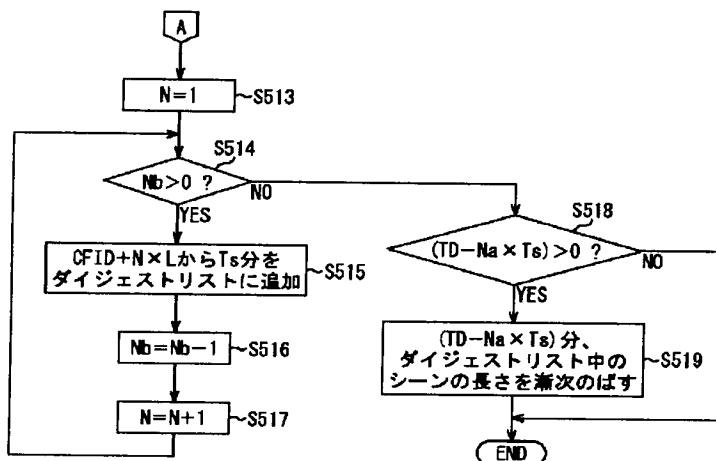 A
N=1
S513
S514
Nb>0 ?
NO
YES
CFID+N×LからTs分を
ダイジェストリストに追加
S515
Nb=Nb−1
S516
N=N+1
S517
S518
(TD−Na×Ts)>0 ?
NO
YES
(TD−Na×Ts)分、
ダイジェストリスト中の
シーンの長さを漸次のばす
S519
END